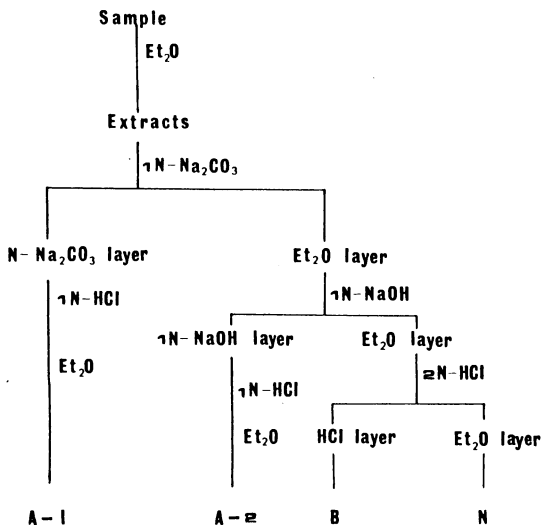 Sample
Et₂O
Extracts
1N-Na₂CO₃
N-Na₂CO₃ layer
Et₂O layer
1N-HCl
1N-NaOH
1N-NaOH layer
Et₂O layer
Et₂O
1N-HCl
2N-HCl
Et₂O
HCl layer
Et₂O layer
A-1
A-2
B
N